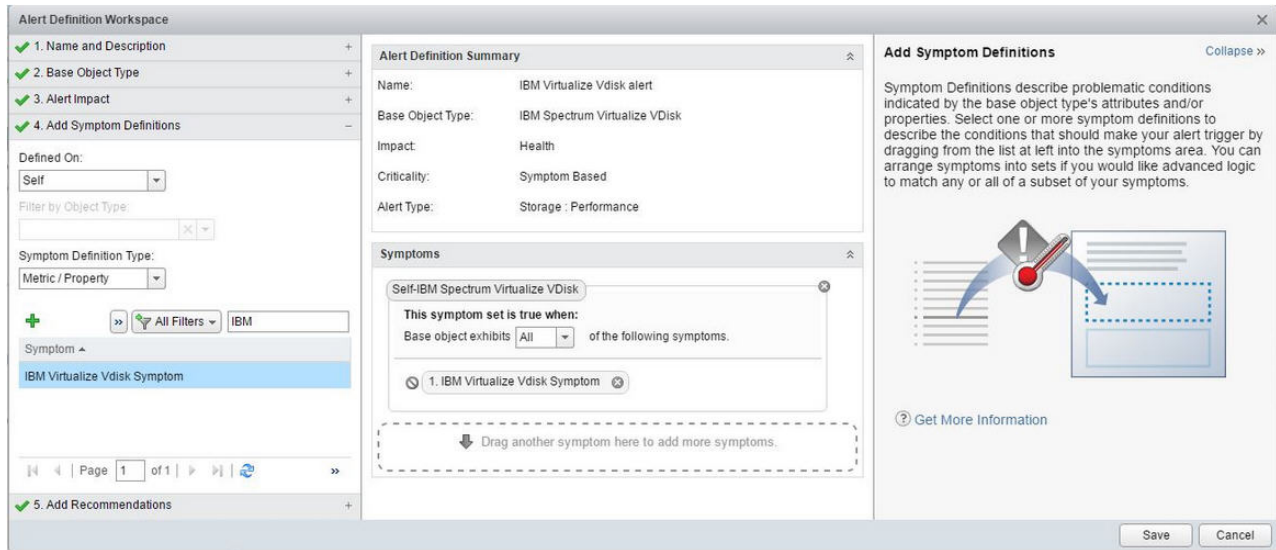 Alert Definition Workspace
1. Name and Description
2. Base Object Type
3. Alert Impact
4. Add Symptom Definitions
Defined On:
Self
Filter by Object Type:
Symptom Definition Type:
Metric / Property
All Filters
IBM
Symptom
IBM Virtualize Vdisk Symptom
Page 1 of 1
5. Add Recommendations
Alert Definition Summary
Name: IBM Virtualize Vdisk alert
Base Object Type: IBM Spectrum Virtualize VDisk
Impact: Health
Criticality: Symptom Based
Alert Type: Storage : Performance
Symptoms
Self-IBM Spectrum Virtualize VDisk
This symptom set is true when:
Base object exhibits All of the following symptoms.
1. IBM Virtualize Vdisk Symptom
Drag another symptom here to add more symptoms.
Add Symptom Definitions
Collapse »
Symptom Definitions describe problematic conditions
indicated by the base object type's attributes and/or
properties. Select one or more symptom definitions to
describe the conditions that should make your alert trigger by
dragging from the list at left into the symptoms area. You can
arrange symptoms into sets if you would like advanced logic
to match any or all of a subset of your symptoms.
? Get More Information
Save
Cancel